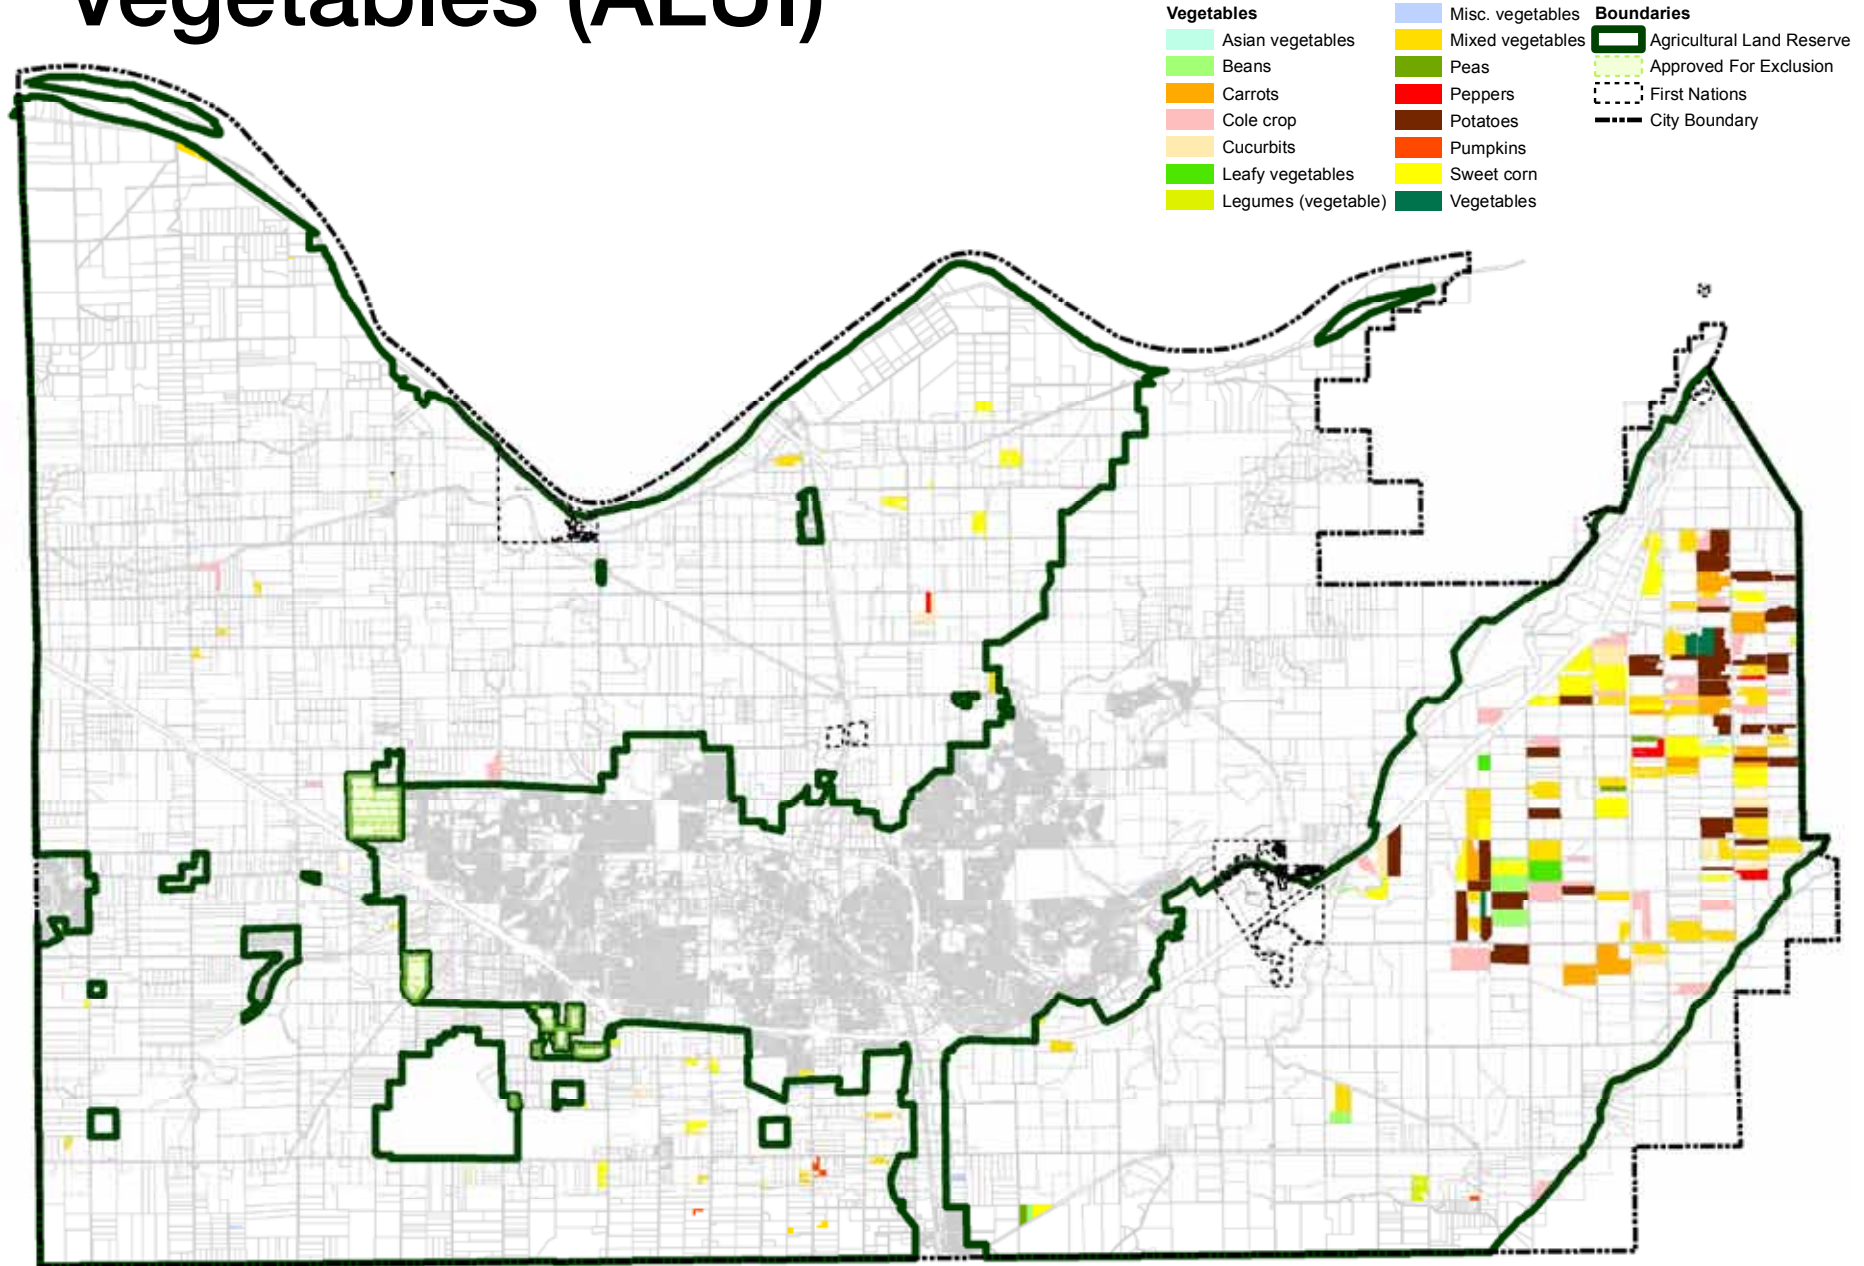 Vegetables (ALUI)
Vegetables
Asian vegetables
Beans
Carrots
Cole crop
Cucurbits
Leafy vegetables
Legumes (vegetable)
Misc. vegetables
Mixed vegetables
Peas
Peppers
Potatoes
Pumpkins
Sweet corn
Vegetables
Boundaries
Agricultural Land Reserve
Approved For Exclusion
First Nations
City Boundary